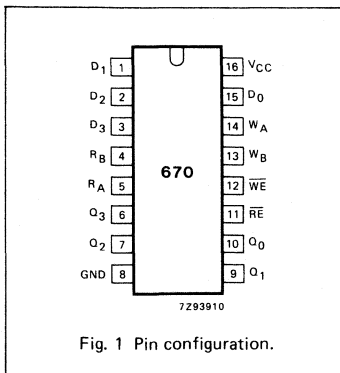 D1 1 16 VCC
D2 2 15 D0
D3 3 14 WA
RB 4 13 WB
670
RA 5 12 WE
Q3 6 11 RE
Q2 7 10 Q0
GND 8 9 Q1
7Z93910
Fig. 1 Pin configuration.